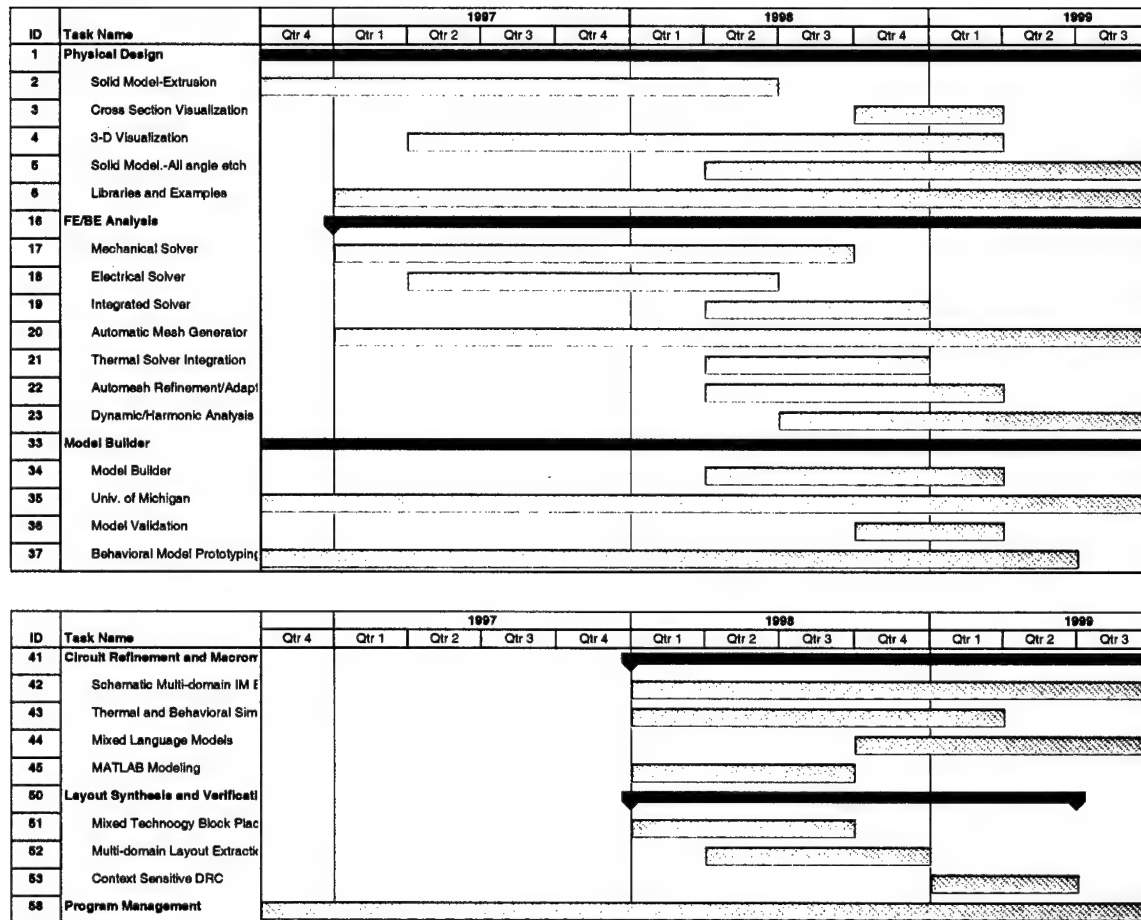 1997 1998 1999
ID Task Name Qtr 4 Qtr 1 Qtr 2 Qtr 3 Qtr 4 Qtr 1 Qtr 2 Qtr 3 Qtr 4 Qtr 1 Qtr 2 Qtr 3
1 Physical Design
2 Solid Model-Extrusion
3 Cross Section Visualization
4 3-D Visualization
5 Solid Model.-All angle etch
6 Libraries and Examples
16 FE/BE Analysis
17 Mechanical Solver
18 Electrical Solver
19 Integrated Solver
20 Automatic Mesh Generator
21 Thermal Solver Integration
22 Automesh Refinement/Adapt
23 Dynamic/Harmonic Analysis
33 Model Builder
34 Model Builder
35 Univ. of Michigan
36 Model Validation
37 Behavioral Model Prototyping
1997 1998 1999
ID Task Name Qtr 4 Qtr 1 Qtr 2 Qtr 3 Qtr 4 Qtr 1 Qtr 2 Qtr 3 Qtr 4 Qtr 1 Qtr 2 Qtr 3
41 Circuit Refinement and Macrom
42 Schematic Multi-domain IM E
43 Thermal and Behavioral Sim
44 Mixed Language Models
45 MATLAB Modeling
50 Layout Synthesis and Verificati
51 Mixed Technoogy Block Plac
52 Multi-domain Layout Extractic
53 Context Sensitive DRC
58 Program Management